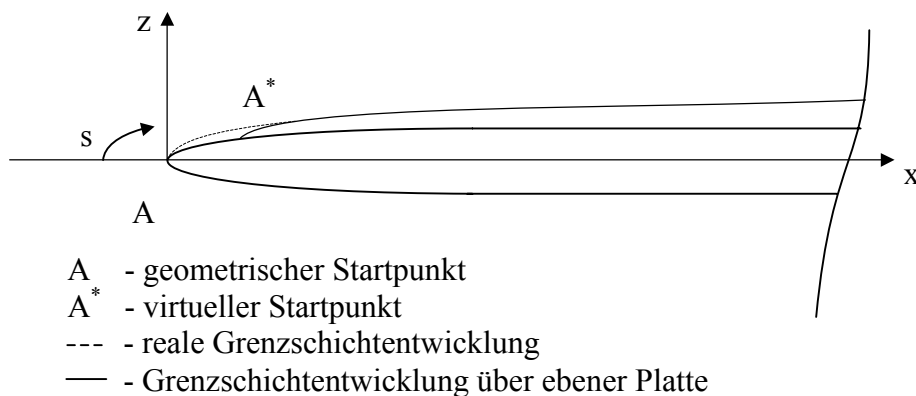 z
A*
s
x
A
A - geometrischer Startpunkt
A* - virtueller Startpunkt
--- - reale Grenzschichtentwicklung
— - Grenzschichtentwicklung über ebener Platte